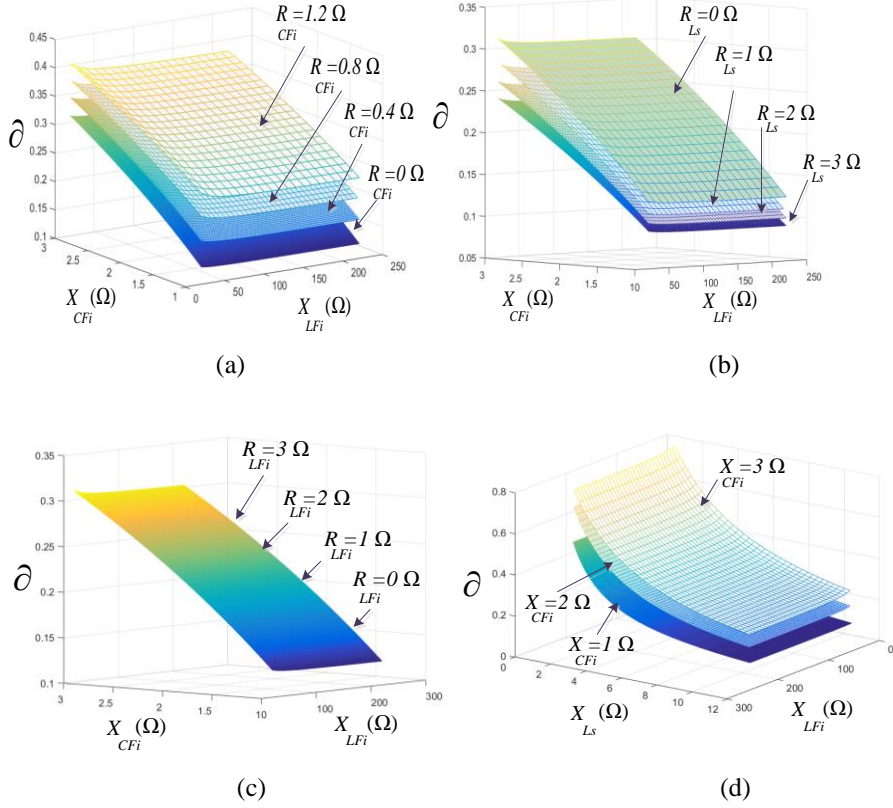 R = 1.2 Ω
CFi
R = 0.8 Ω
CFi
R = 0.4 Ω
CFi
R = 0 Ω
CFi
0.45
0.4
0.35
0.3
0.25
0.2
0.15
0.1
∂
3
2.5
2
1.5
1
0
50
100
150
200
250
X (Ω)
CFi
X (Ω)
LFi
(a)
R = 0 Ω
Ls
R = 1 Ω
Ls
R = 2 Ω
Ls
R = 3 Ω
Ls
0.35
0.3
0.25
0.2
0.15
0.1
0.05
∂
3
2.5
2
1.5
10
50
100
150
200
250
X (Ω)
CFi
X (Ω)
LFi
(b)
R = 3 Ω
LFi
R = 2 Ω
LFi
R = 1 Ω
LFi
R = 0 Ω
LFi
0.35
0.3
0.25
0.2
0.15
0.1
∂
3
2.5
2
1.5
10
100
200
300
X (Ω)
CFi
X (Ω)
LFi
(c)
X = 3 Ω
CFi
X = 2 Ω
CFi
X = 1 Ω
CFi
0.8
0.6
0.4
0.2
0
∂
0
2
4
6
8
10
12
300
200
100
0
X (Ω)
Ls
X (Ω)
LFi
(d)